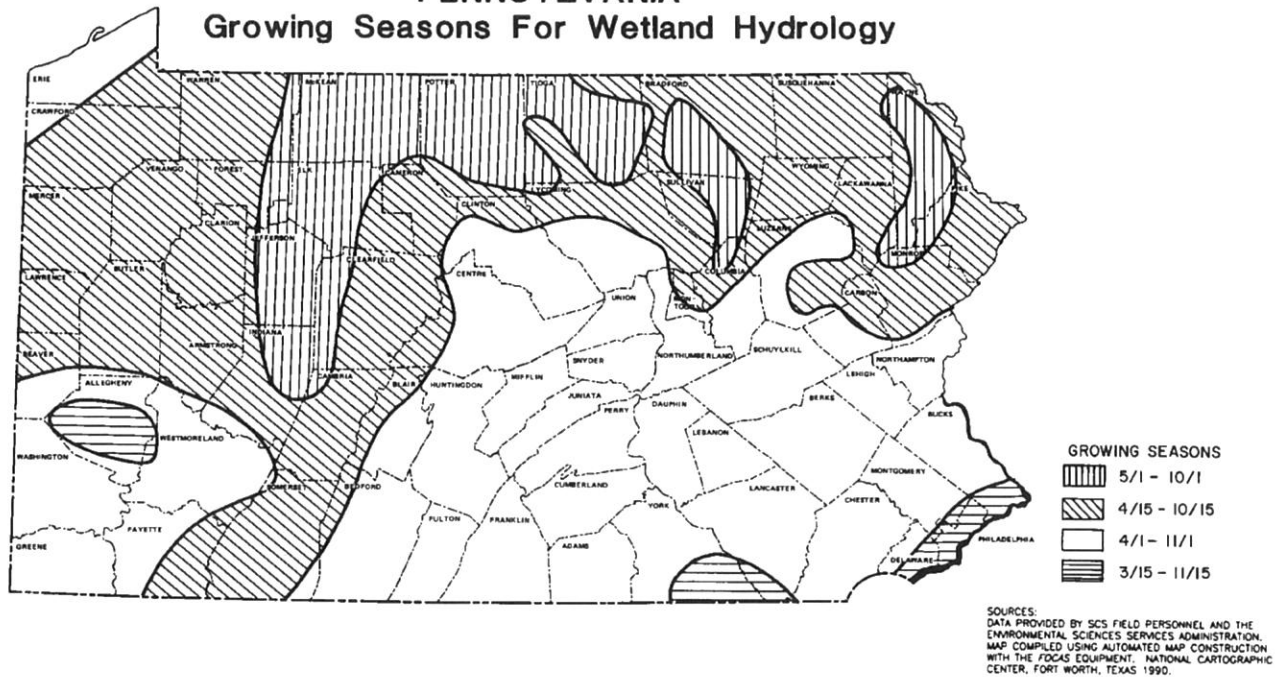 Growing Seasons For Wetland Hydrology
ERIE
WARREN
McKEAN
POTTER
TIOGA
BRADFORD
SUSQUEHANNA
CRAWFORD
VENANGO
FOREST
ELK
CAMERON
LYCOMING
SULLIVAN
WYOMING
LACKAWANNA
PIKE
MERCER
CLINTON
CLARION
JEFFERSON
LUZERNE
CLEARFIELD
MONROE
LAWRENCE
BUTLER
CENTRE
COLUMBIA
UNION
CARBON
INDIANA
BEAVER
ARMSTRONG
SNYDER
NORTHUMBERLAND
SCHUYLKILL
NORTHAMPTON
ALLEGHENY
CAMBRIA
BLAIR
HUNTINGDON
MIFFLIN
LEHIGH
JUNIATA
PERRY
DAUPHIN
BERKS
BUCKS
WESTMORELAND
LEBANON
WASHINGTON
MONTGOMERY
SOMERSET
BEDFORD
CUMBERLAND
LANCASTER
CHESTER
YORK
FAYETTE
FULTON
FRANKLIN
ADAMS
PHILADELPHIA
GREENE
DELAWARE
GROWING SEASONS
5/1 - 10/1
4/15 - 10/15
4/1 - 11/1
3/15 - 11/15
SOURCES:
DATA PROVIDED BY SCS FIELD PERSONNEL AND THE
ENVIRONMENTAL SCIENCES SERVICES ADMINISTRATION.
MAP COMPILED USING AUTOMATED MAP CONSTRUCTION
WITH THE FOCAS EQUIPMENT. NATIONAL CARTOGRAPHIC
CENTER, FORT WORTH, TEXAS 1990.